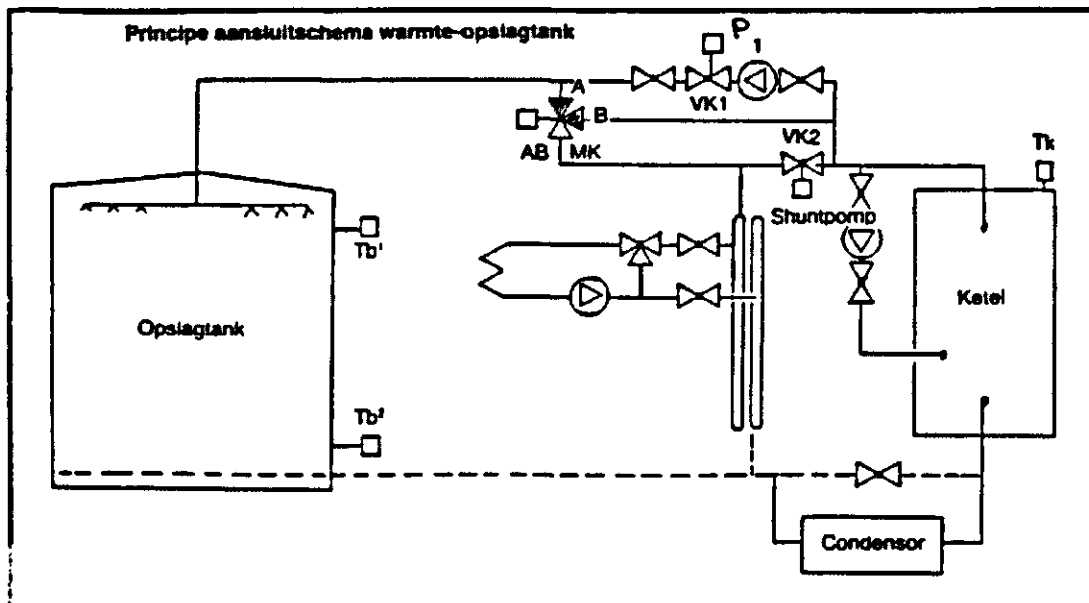 Principe aansluitschema warmte-opslagtank
P1
A
VK1
B
VK2
AB MK
Tk
Shuntpomp
Tb¹
Ketel
Opslagtank
Tb²
Condensor